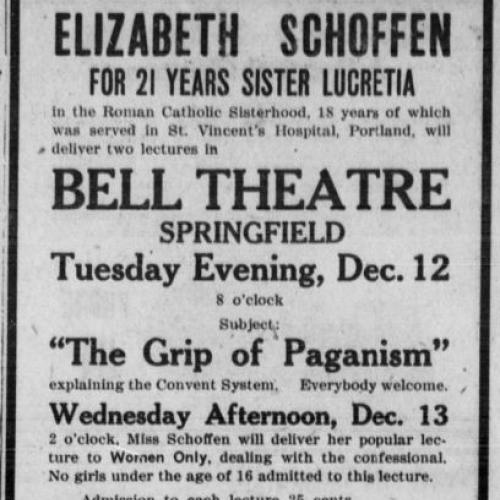 ELIZABETH SCHOFFEN
FOR 21 YEARS SISTER LUCRETIA
in the Roman Catholic Sisterhood, 18 years of which
was served in St. Vincent's Hospital, Portland, will
deliver two lectures in
BELL THEATRE
SPRINGFIELD
Tuesday Evening, Dec. 12
8 o'clock
Subject:
"The Grip of Paganism"
explaining the Convent System. Everybody welcome.
Wednesday Afternoon, Dec. 13
2 o'clock, Miss Schoffen will deliver her popular lec-
ture to Women Only, dealing with the confessional.
No girls under the age of 16 admitted to this lecture.
Admission to each lecture 25 cents